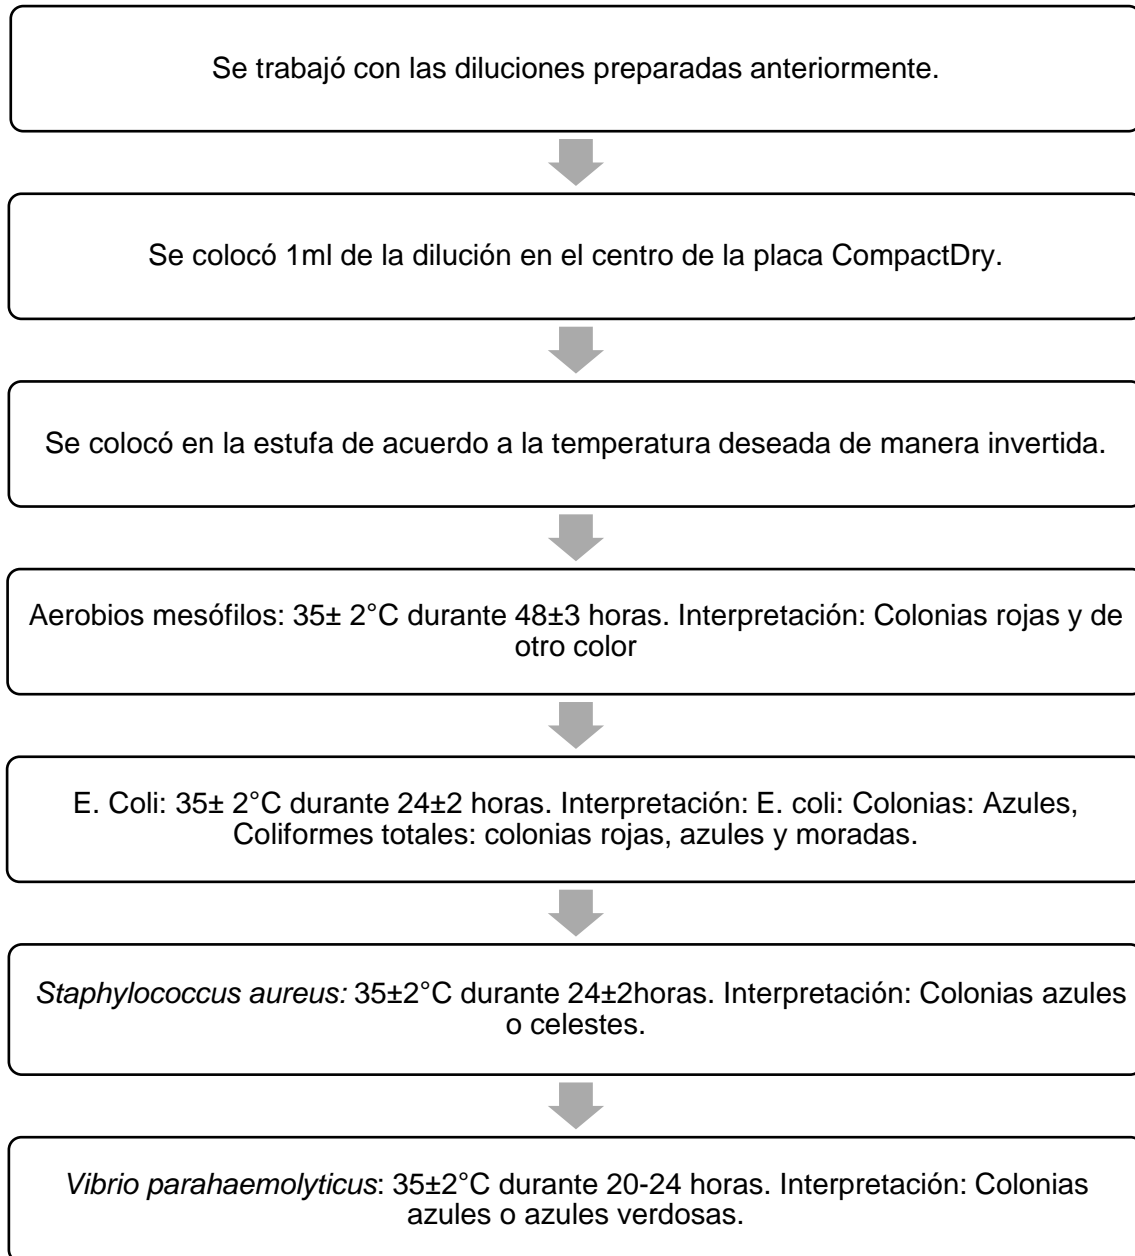 Se trabajó con las diluciones preparadas anteriormente.
Se colocó 1ml de la dilución en el centro de la placa CompactDry.
Se colocó en la estufa de acuerdo a la temperatura deseada de manera invertida.
Aerobios mesófilos: 35± 2°C durante 48±3 horas. Interpretación: Colonias rojas y de
otro color
E. Coli: 35± 2°C durante 24±2 horas. Interpretación: E. coli: Colonias: Azules,
Coliformes totales: colonias rojas, azules y moradas.
Staphylococcus aureus: 35±2°C durante 24±2horas. Interpretación: Colonias azules
o celestes.
Vibrio parahaemolyticus: 35±2°C durante 20-24 horas. Interpretación: Colonias
azules o azules verdosas.